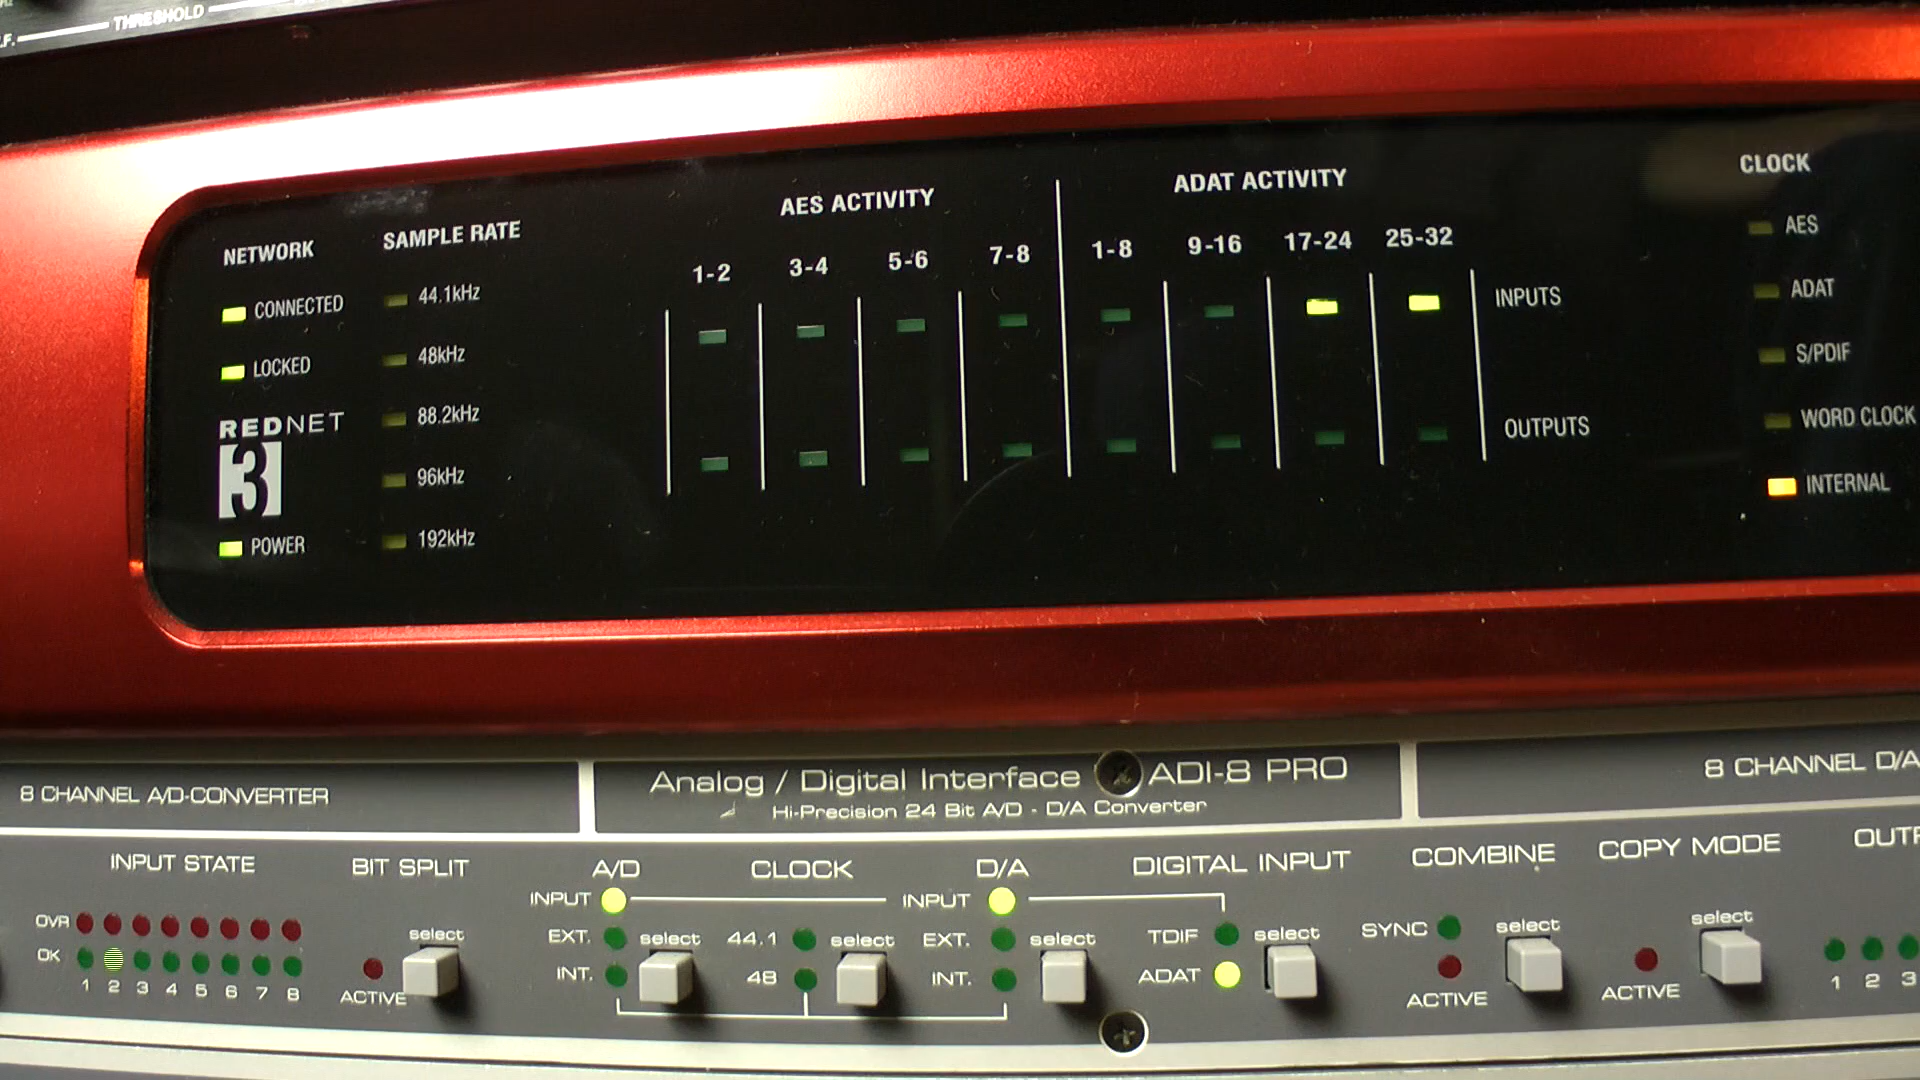 THRESHOLD
NETWORK
CONNECTED
LOCKED
REDNET
3
POWER
SAMPLE RATE
44.1kHz
48kHz
88.2kHz
96kHz
192kHz
AES ACTIVITY
1-2 3-4 5-6 7-8
ADAT ACTIVITY
1-8 9-16 17-24 25-32
INPUTS
OUTPUTS
CLOCK
AES
ADAT
S/PDIF
WORD CLOCK
INTERNAL
8 CHANNEL A/D-CONVERTER
Analog / Digital Interface ADI-8 PRO
Hi-Precision 24 Bit A/D - D/A Converter
8 CHANNEL D/A
INPUT STATE
OVR
OK
1 2 3 4 5 6 7 8
BIT SPLIT
select
ACTIVE
A/D CLOCK D/A
INPUT INPUT
EXT. select 44.1 select EXT. select
INT. 48 INT.
DIGITAL INPUT
TDIF select
ADAT
COMBINE
SYNC select
ACTIVE
COPY MODE
select
ACTIVE
1 2 3